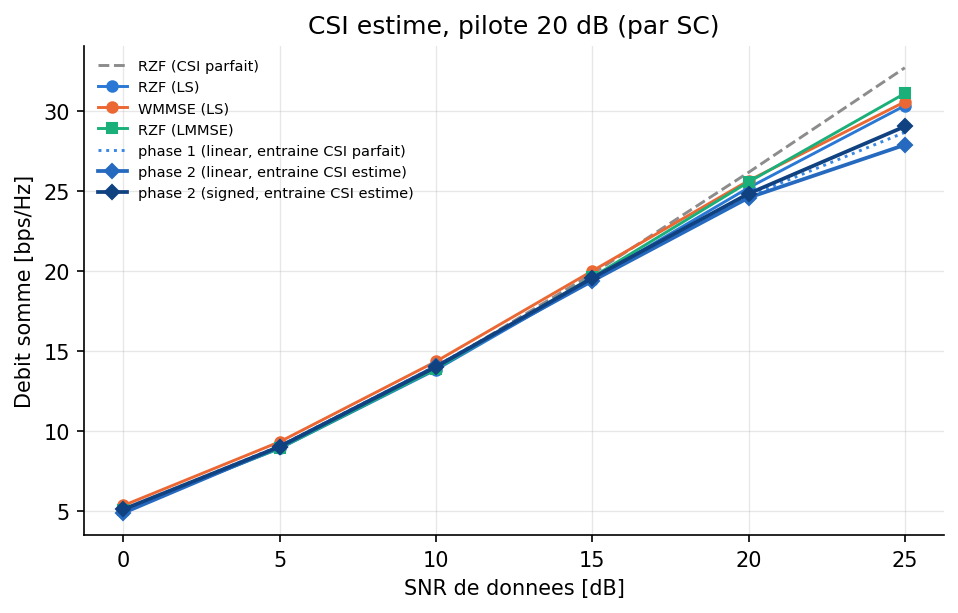 CSI estime, pilote 20 dB (par SC)
RZF (CSI parfait)
RZF (LS)
WMMSE (LS)
RZF (LMMSE)
phase 1 (linear, entraine CSI parfait)
phase 2 (linear, entraine CSI estime)
phase 2 (signed, entraine CSI estime)
Debit somme [bps/Hz]
30
25
20
15
10
5
0 5 10 15 20 25
SNR de donnees [dB]